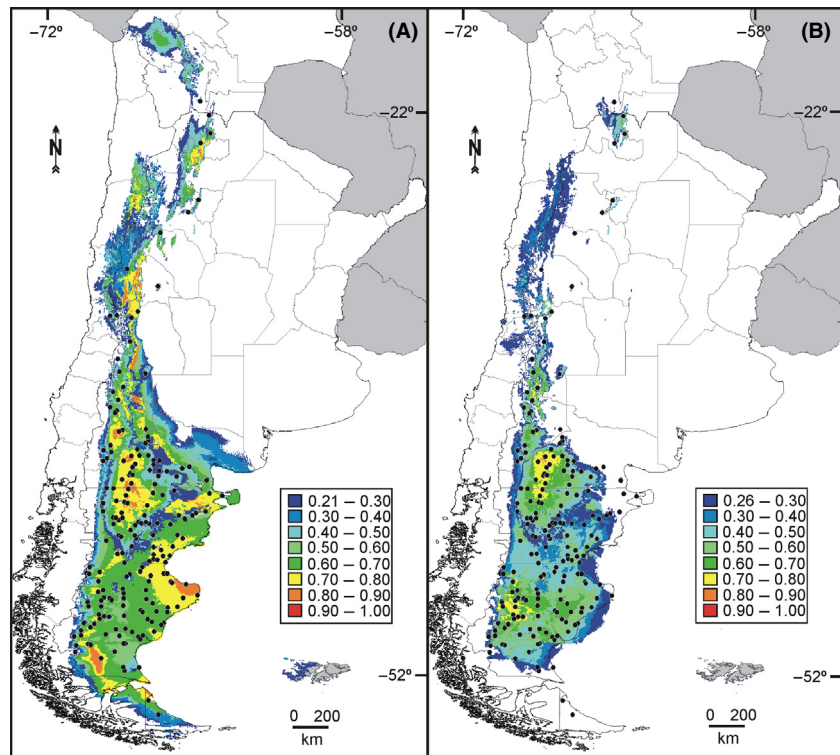 −72º
−58º
(A)
N
−22º
0.21 – 0.30
0.30 – 0.40
0.40 – 0.50
0.50 – 0.60
0.60 – 0.70
0.70 – 0.80
0.80 – 0.90
0.90 – 1.00
−52º
0 200
km
−72º
−58º
(B)
N
−22º
0.26 – 0.30
0.30 – 0.40
0.40 – 0.50
0.50 – 0.60
0.60 – 0.70
0.70 – 0.80
0.80 – 0.90
0.90 – 1.00
−52º
0 200
km